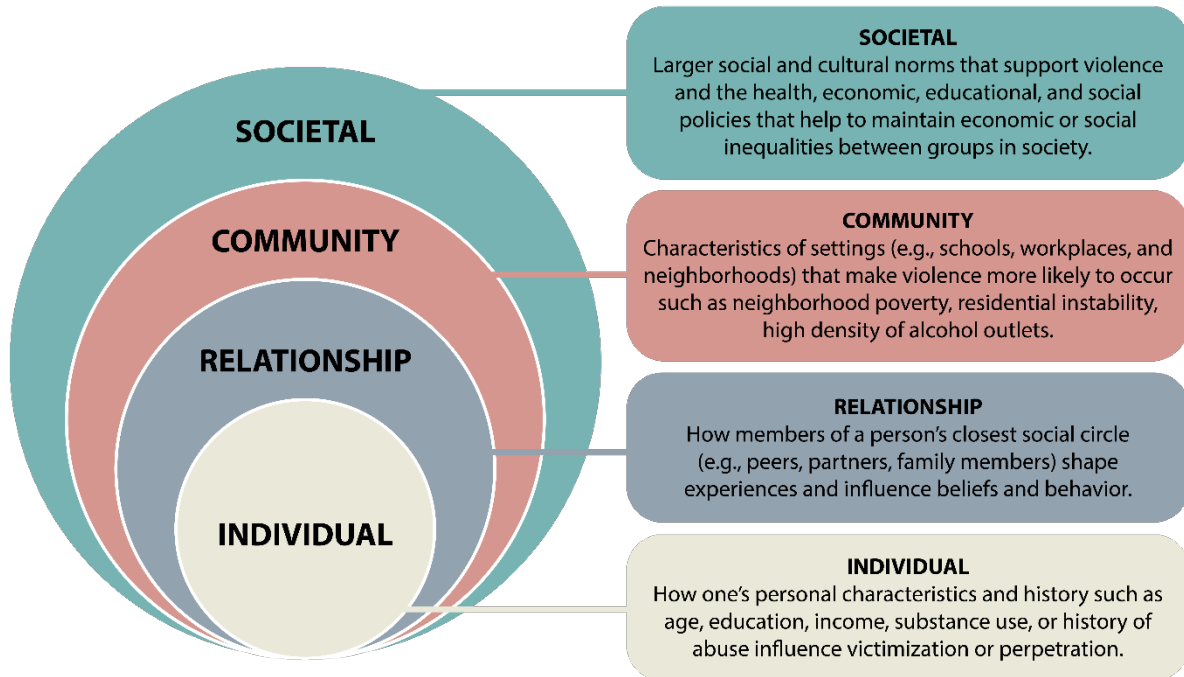 SOCIETAL
COMMUNITY
RELATIONSHIP
INDIVIDUAL
SOCIETAL
Larger social and cultural norms that support violence
and the health, economic, educational, and social
policies that help to maintain economic or social
inequalities between groups in society.
COMMUNITY
Characteristics of settings (e.g., schools, workplaces, and
neighborhoods) that make violence more likely to occur
such as neighborhood poverty, residential instability,
high density of alcohol outlets.
RELATIONSHIP
How members of a person's closest social circle
(e.g., peers, partners, family members) shape
experiences and influence beliefs and behavior.
INDIVIDUAL
How one's personal characteristics and history such as
age, education, income, substance use, or history of
abuse influence victimization or perpetration.